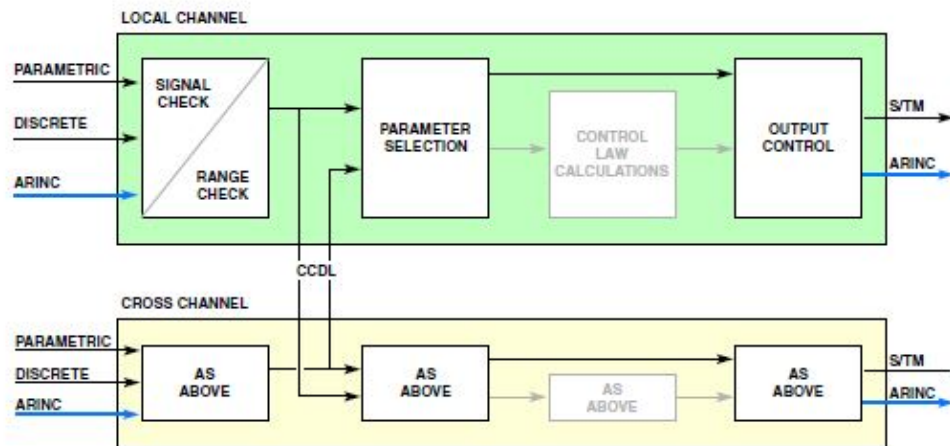 LOCAL CHANNEL
PARAMETRIC
DISCRETE
ARINC
SIGNAL
CHECK
RANGE
CHECK
PARAMETER
SELECTION
CONTROL
LAW
CALCULATIONS
OUTPUT
CONTROL
S/TM
ARINC
CCDL
CROSS CHANNEL
PARAMETRIC
DISCRETE
ARINC
AS
ABOVE
AS
ABOVE
AS
ABOVE
AS
ABOVE
S/TM
ARINC